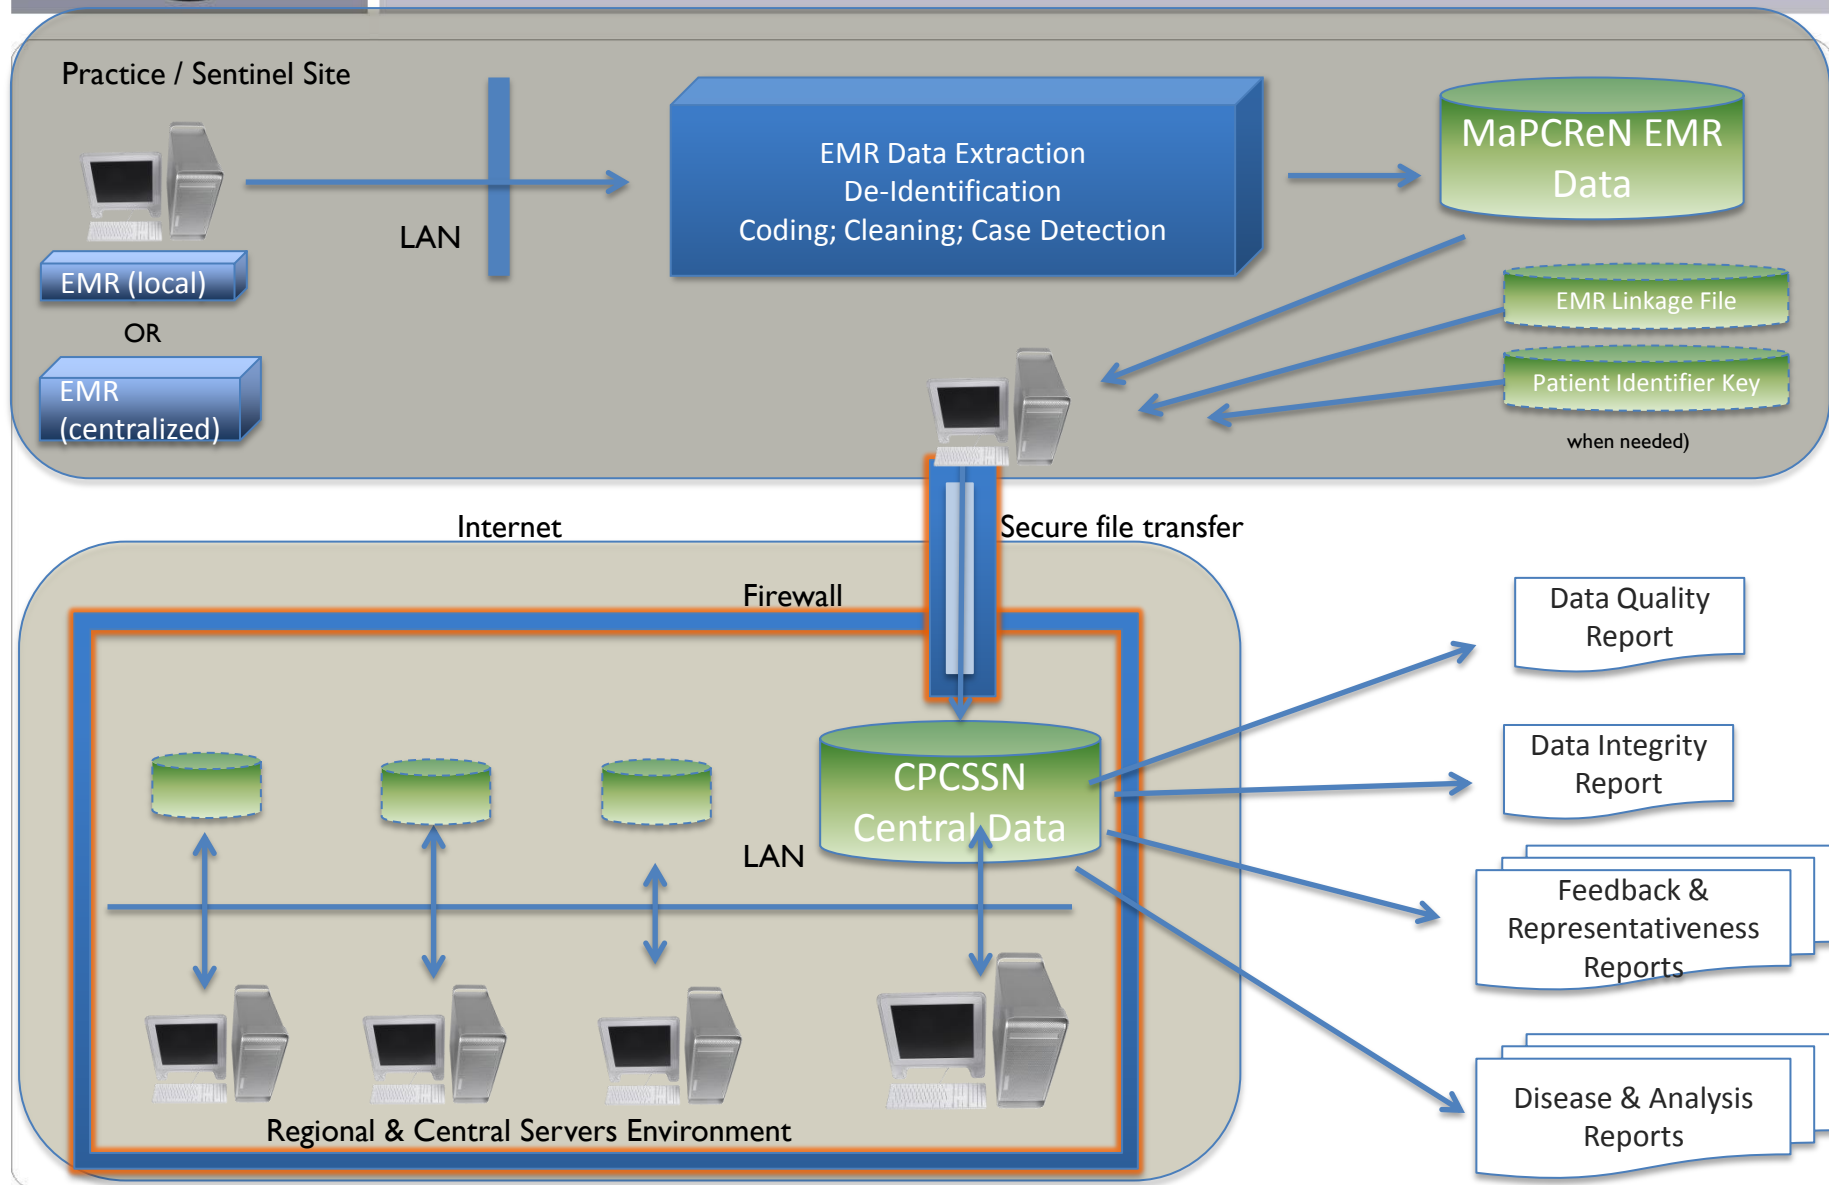 Practice / Sentinel Site
LAN
EMR Data Extraction
De-Identification
Coding; Cleaning; Case Detection
MaPCReN EMR
Data
EMR (local)
OR
EMR
(centralized)
EMR Linkage File
Patient Identifier Key
when needed)
Internet
Secure file transfer
Firewall
CPCSSN
Central Data
LAN
Regional & Central Servers Environment
Data Quality
Report
Data Integrity
Report
Feedback &
Representativeness
Reports
Disease & Analysis
Reports